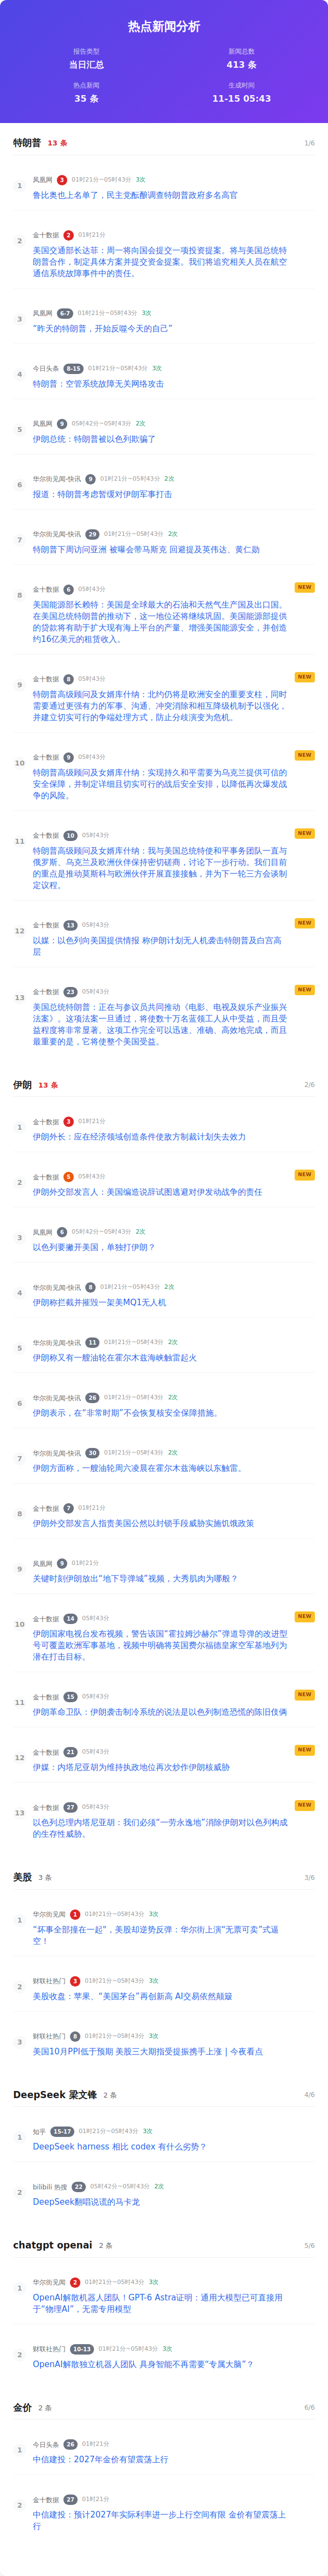 热点新闻分析
报告类型
当日汇总
新闻总数
413 条
热点新闻
35 条
生成时间
11-15 05:43
特朗普 13 条 1/6
1
凤凰网 3 01时21分~05时43分 3次
鲁比奥也上名单了，民主党酝酿调查特朗普政府多名高官
2
金十数据 2 01时21分
美国交通部长达菲：周一将向国会提交一项投资提案。将与美国总统特
朗普合作，制定具体方案并提交资金提案。我们将追究相关人员在航空
通信系统故障事件中的责任。
3
凤凰网 6-7 01时21分~05时43分 3次
“昨天的特朗普，开始反噬今天的自己”
4
今日头条 8-15 01时21分~05时43分 3次
特朗普：空管系统故障无关网络攻击
5
凤凰网 9 05时42分~05时43分 2次
伊朗总统：特朗普被以色列欺骗了
6
华尔街见闻-快讯 9 01时21分~05时43分 2次
报道：特朗普考虑暂缓对伊朗军事打击
7
华尔街见闻-快讯 29 01时21分~05时43分 2次
特朗普下周访问亚洲 被曝会带马斯克 回避提及英伟达、黄仁勋
8
金十数据 6 05时43分 NEW
美国能源部长赖特：美国是全球最大的石油和天然气生产国及出口国。
在美国总统特朗普的推动下，这一地位还将继续巩固。美国能源部提供
的贷款将有助于扩大现有海上平台的产量、增强美国能源安全，并创造
约16亿美元的租赁收入。
9
金十数据 8 05时43分 NEW
特朗普高级顾问及女婿库什纳：北约仍将是欧洲安全的重要支柱，同时
需要通过更强有力的军事、沟通、冲突消除和相互降级机制予以强化，
并建立切实可行的争端处理方式，防止分歧演变为危机。
10
金十数据 9 05时43分 NEW
特朗普高级顾问及女婿库什纳：实现持久和平需要为乌克兰提供可信的
安全保障，并制定详细且切实可行的战后安全安排，以降低再次爆发战
争的风险。
11
金十数据 10 05时43分 NEW
特朗普高级顾问及女婿库什纳：我与美国总统特使和平事务团队一直与
俄罗斯、乌克兰及欧洲伙伴保持密切磋商，讨论下一步行动。我们目前
的重点是推动莫斯科与欧洲伙伴开展直接接触，并为下一轮三方会谈制
定议程。
12
金十数据 13 05时43分 NEW
以媒：以色列向美国提供情报 称伊朗计划无人机袭击特朗普及白宫高
层
13
金十数据 23 05时43分 NEW
美国总统特朗普：正在与参议员共同推动《电影、电视及娱乐产业振兴
法案》。这项法案一旦通过，将使数十万名蓝领工人从中受益，而且受
益程度将非常显著。这项工作完全可以迅速、准确、高效地完成，而且
最重要的是，它将使整个美国受益。
伊朗 13 条 2/6
1
金十数据 3 01时21分
伊朗外长：应在经济领域创造条件使敌方制裁计划失去效力
2
金十数据 5 05时43分 NEW
伊朗外交部发言人：美国编造说辞试图逃避对伊发动战争的责任
3
凤凰网 6 05时42分~05时43分 2次
以色列要撇开美国，单独打伊朗？
4
华尔街见闻-快讯 8 01时21分~05时43分 2次
伊朗称拦截并摧毁一架美MQ1无人机
5
华尔街见闻-快讯 11 01时21分~05时43分 2次
伊朗称又有一艘油轮在霍尔木兹海峡触雷起火
6
华尔街见闻-快讯 26 01时21分~05时43分 2次
伊朗表示，在“非常时期”不会恢复核安全保障措施。
7
华尔街见闻-快讯 30 01时21分~05时43分 2次
伊朗方面称，一艘油轮周六凌晨在霍尔木兹海峡以东触雷。
8
金十数据 7 01时21分
伊朗外交部发言人指责美国公然以封锁手段威胁实施饥饿政策
9
凤凰网 9 01时21分
关键时刻伊朗放出“地下导弹城”视频，大秀肌肉为哪般？
10
金十数据 14 05时43分 NEW
伊朗国家电视台发布视频，警告该国“霍拉姆沙赫尔”弹道导弹的改进型
号可覆盖欧洲军事基地，视频中明确将英国费尔福德皇家空军基地列为
潜在打击目标。
11
金十数据 15 05时43分 NEW
伊朗革命卫队：伊朗袭击制冷系统的说法是以色列制造恐慌的陈旧伎俩
12
金十数据 21 05时43分 NEW
伊媒：内塔尼亚胡为维持执政地位再次炒作伊朗核威胁
13
金十数据 27 05时43分 NEW
以色列总理内塔尼亚胡：我们必须“一劳永逸地”消除伊朗对以色列构成
的生存性威胁。
美股 3 条 3/6
1
华尔街见闻 1 01时21分~05时43分 3次
“坏事全部撞在一起”，美股却逆势反弹：华尔街上演“无票可卖”式逼
空！
2
财联社热门 3 01时21分~05时43分 3次
美股收盘：苹果、“美国茅台”再创新高 AI交易依然颠簸
3
财联社热门 8 01时21分~05时43分 3次
美国10月PPI低于预期 美股三大期指受提振携手上涨 | 今夜看点
DeepSeek 梁文锋 2 条 4/6
1
知乎 15-17 01时21分~05时43分 3次
DeepSeek harness 相比 codex 有什么劣势？
2
bilibili 热搜 22 05时42分~05时43分 2次
DeepSeek翻唱说谎的马卡龙
chatgpt openai 2 条 5/6
1
华尔街见闻 2 01时21分~05时43分 3次
OpenAI解散机器人团队！GPT-6 Astra证明：通用大模型已可直接用
于“物理AI”，无需专用模型
2
财联社热门 10-13 01时21分~05时43分 3次
OpenAI解散独立机器人团队 具身智能不再需要“专属大脑”？
金价 2 条 6/6
1
今日头条 26 01时21分
中信建投：2027年金价有望震荡上行
2
金十数据 27 01时21分
中信建投：预计2027年实际利率进一步上行空间有限 金价有望震荡上
行